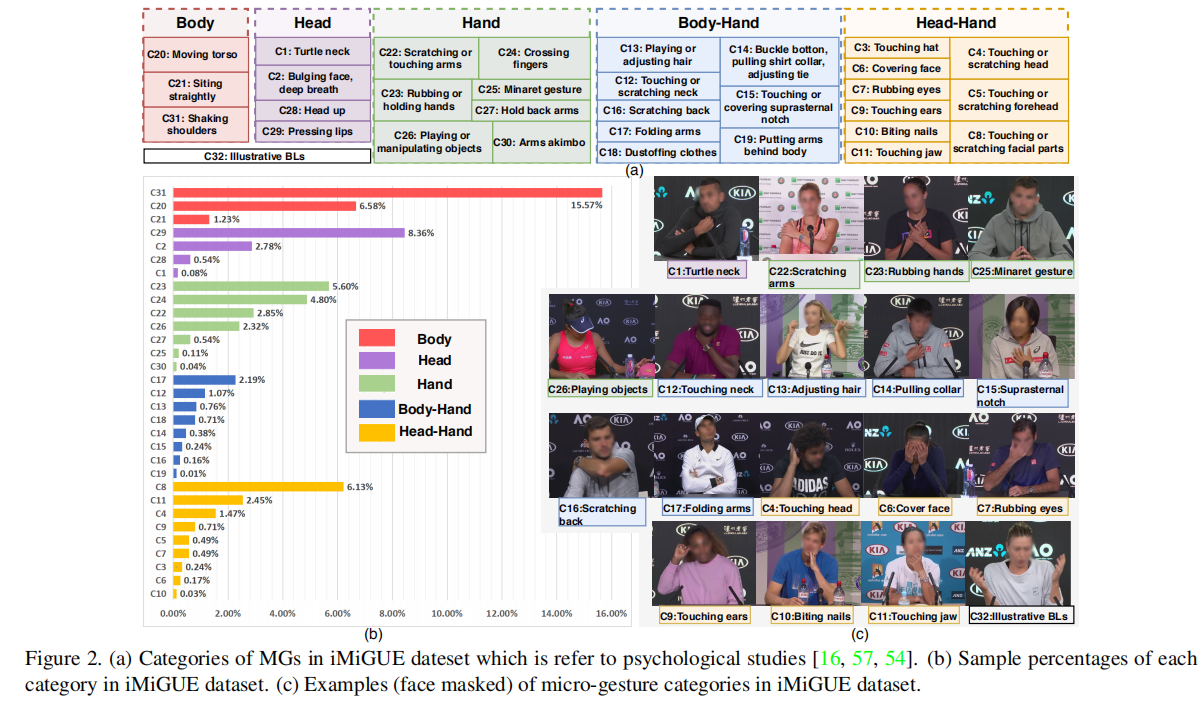 Body
C20: Moving torso
C21: Siting
straightly
C31: Shaking
shoulders
C32: Illustrative BLs
Head
C1: Turtle neck
C2: Bulging face,
deep breath
C28: Head up
C29: Pressing lips
Hand
C22: Scratching or
touching arms
C24: Crossing
fingers
C23: Rubbing or
holding hands
C25: Minaret gesture
C27: Hold back arms
C26: Playing or
manipulating objects
C30: Arms akimbo
Body-Hand
C13: Playing or
adjusting hair
C14: Buckle botton,
pulling shirt collar,
adjusting tie
C12: Touching or
scratching neck
C15: Touching or
covering suprasternal
notch
C16: Scratching back
C17: Folding arms
C19: Putting arms
behind body
C18: Dustoffing clothes
Head-Hand
C3: Touching hat
C4: Touching or
scratching head
C6: Covering face
C7: Rubbing eyes
C5: Touching or
scratching forehead
C9: Touching ears
C10: Biting nails
C8: Touching or
scratching facial parts
C11: Touching jaw
(a)
C31 15.57%
C20 6.58%
C21 1.23%
C29 8.36%
C2 2.78%
C28 0.54%
C1 0.08%
C23 5.60%
C24 4.80%
C22 2.85%
C26 2.32%
C27 0.54%
C25 0.11%
C30 0.04%
C17 2.19%
C12 1.07%
C13 0.76%
C18 0.71%
C14 0.38%
C15 0.24%
C16 0.16%
C19 0.01%
C8 6.13%
C11 2.45%
C4 1.47%
C9 0.71%
C5 0.49%
C7 0.49%
C3 0.24%
C6 0.17%
C10 0.03%
0.00% 2.00% 4.00% 6.00% 8.00% 10.00% 12.00% 14.00% 16.00%
Body
Head
Hand
Body-Hand
Head-Hand
(b)
KIA
C1:Turtle neck
C22:Scratching
arms
C23:Rubbing hands
C25:Minaret gesture
C26:Playing objects
C12:Touching neck
C13:Adjusting hair
JUST DO IT
C14:Pulling collar
C15:Suprasternal
notch
C16:Scratching
back
C17:Folding arms
ADIDAS
C4:Touching head
C6:Cover face
C7:Rubbing eyes
C9:Touching ears
C10:Biting nails
C11:Touching jaw
ANZ
AO
C32:Illustrative BLs
(c)
Figure 2. (a) Categories of MGs in iMiGUE dateset which is refer to psychological studies [16, 57, 54]. (b) Sample percentages of each
category in iMiGUE dataset. (c) Examples (face masked) of micro-gesture categories in iMiGUE dataset.